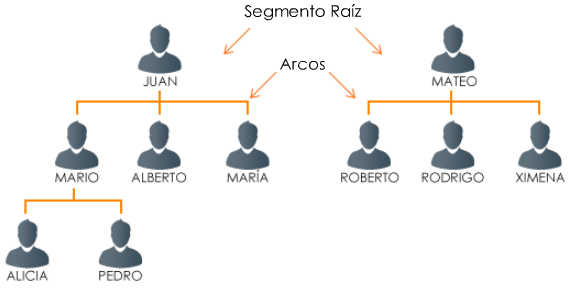 Segmento Raíz
Arcos
JUAN
MATEO
MARIO
ALBERTO
MARÍA
ROBERTO
RODRIGO
XIMENA
ALICIA
PEDRO